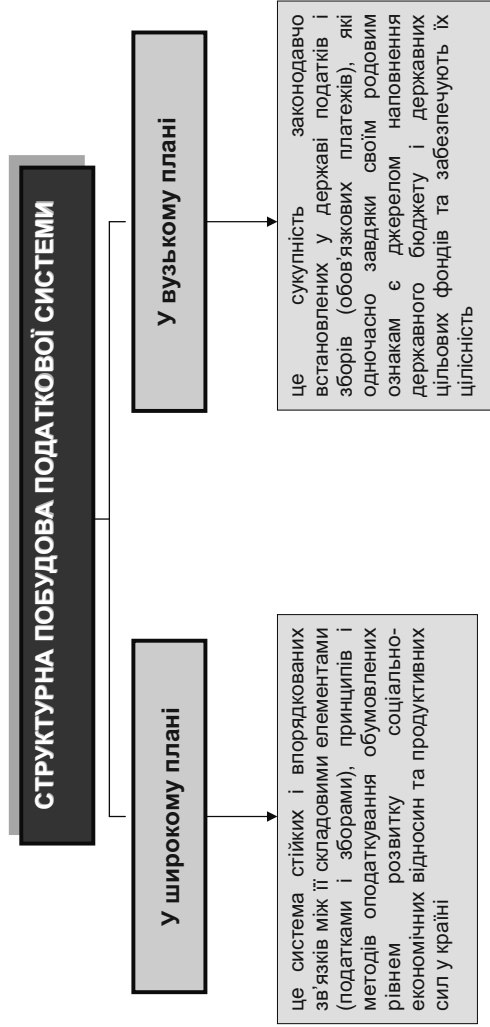 СТРУКТУРНА ПОБУДОВА ПОДАТКОВОЇ СИСТЕМИ
У широкому плані
це система стійких і впорядкованих
зв'язків між її складовими елементами
(податками і зборами), принципів і
методів оподаткування обумовлених
рівнем розвитку соціально-
економічних відносин та продуктивних
сил у країні
У вузькому плані
це сукупність законодавчо
встановлених у державі податків і
зборів (обов'язкових платежів), які
одночасно завдяки своїм родовим
ознакам є джерелом наповнення
державного бюджету і державних
цільових фондів та забезпечують їх
цілісність